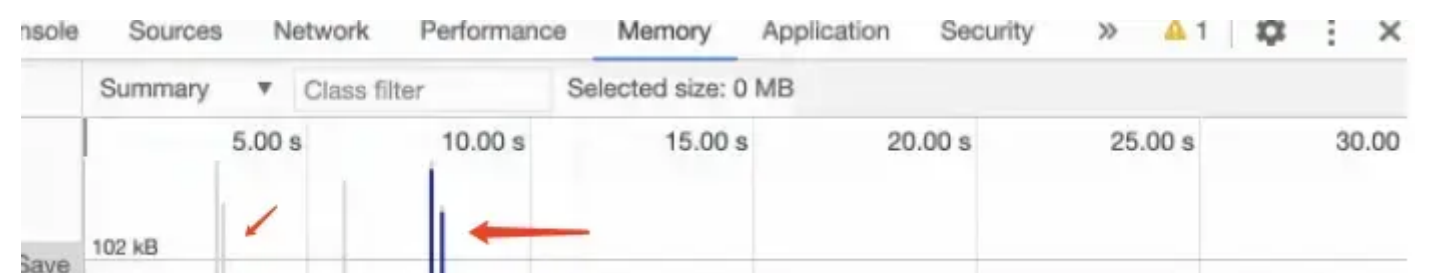 nsole Sources Network Performance Memory Application Security » 1
Summary ▼ Class filter Selected size: 0 MB
5.00 s 10.00 s 15.00 s 20.00 s 25.00 s 30.00
102 kB
Save